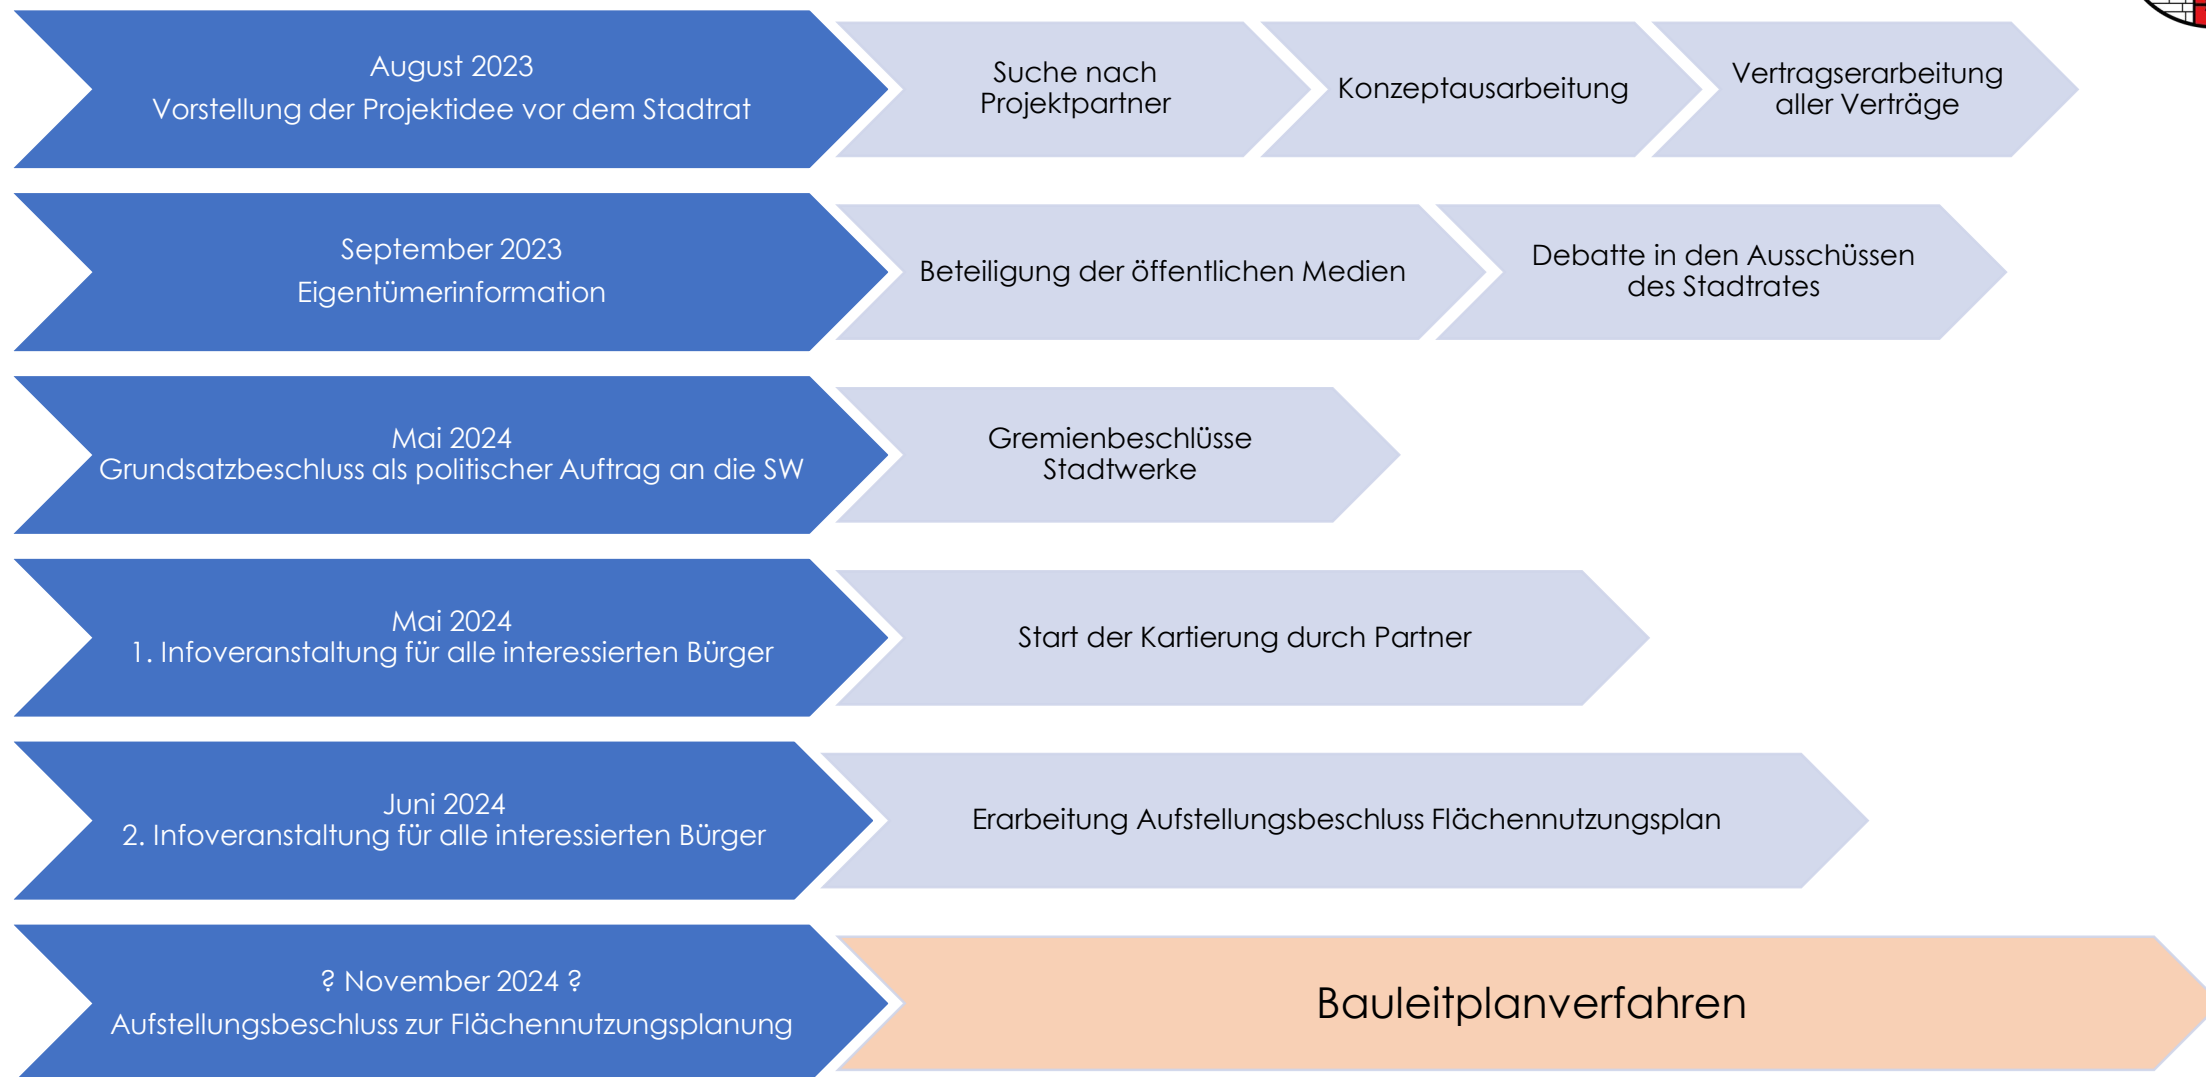 August 2023
Vorstellung der Projektidee vor dem Stadtrat
Suche nach
Projektpartner
Konzeptausarbeitung
Vertragserarbeitung
aller Verträge
September 2023
Eigentümerinformation
Beteiligung der öffentlichen Medien
Debatte in den Ausschüssen
des Stadtrates
Mai 2024
Grundsatzbeschluss als politischer Auftrag an die SW
Gremienbeschlüsse
Stadtwerke
Mai 2024
1. Infoveranstaltung für alle interessierten Bürger
Start der Kartierung durch Partner
Juni 2024
2. Infoveranstaltung für alle interessierten Bürger
Erarbeitung Aufstellungsbeschluss Flächennutzungsplan
? November 2024 ?
Aufstellungsbeschluss zur Flächennutzungsplanung
Bauleitplanverfahren